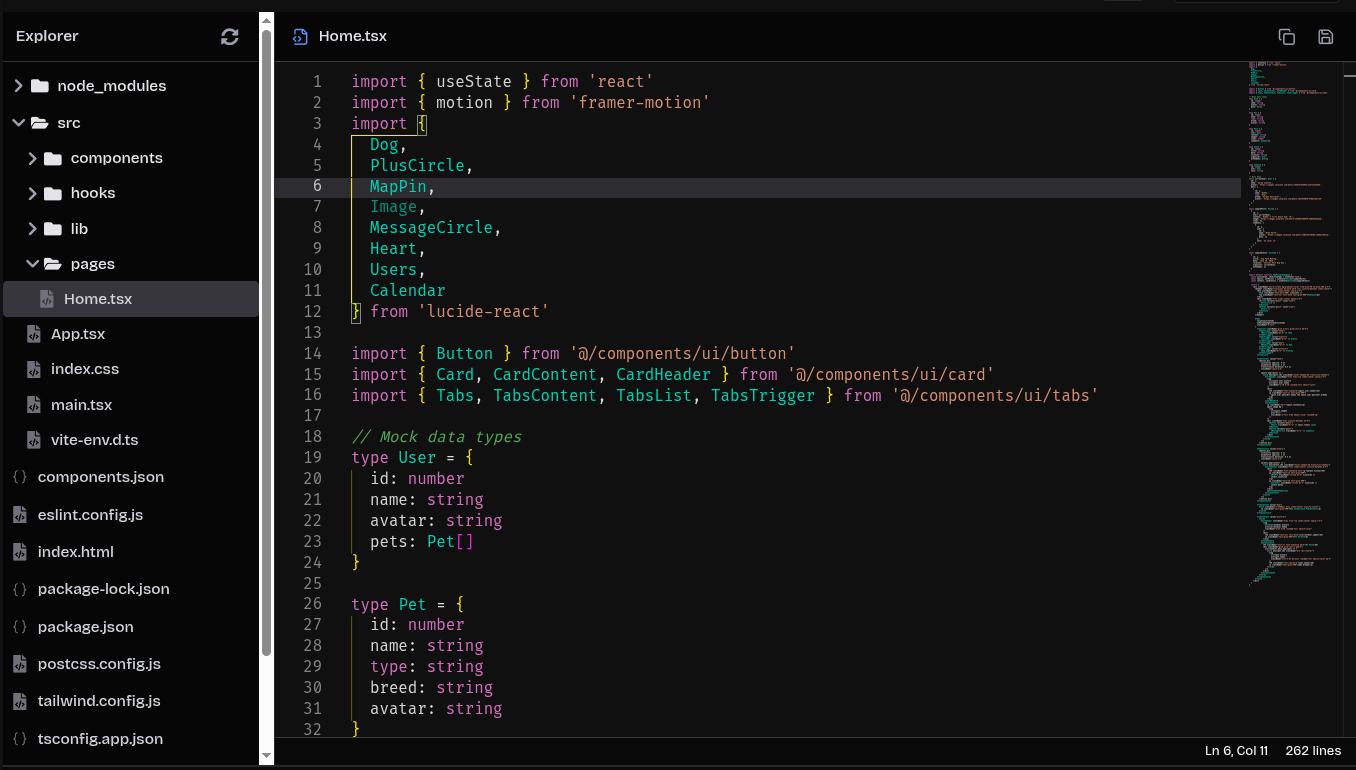 Explorer
node_modules
src
components
hooks
lib
pages
Home.tsx
App.tsx
index.css
main.tsx
vite-env.d.ts
{} components.json
eslint.config.js
index.html
{} package-lock.json
{} package.json
postcss.config.js
tailwind.config.js
{} tsconfig.app.json
Home.tsx
1 import { useState } from 'react'
2 import { motion } from 'framer-motion'
3 import {
4   Dog,
5   PlusCircle,
6   MapPin,
7   Image,
8   MessageCircle,
9   Heart,
10   Users,
11   Calendar
12 } from 'lucide-react'
13
14 import { Button } from '@/components/ui/button'
15 import { Card, CardContent, CardHeader } from '@/components/ui/card'
16 import { Tabs, TabsContent, TabsList, TabsTrigger } from '@/components/ui/tabs'
17
18 // Mock data types
19 type User = {
20   id: number
21   name: string
22   avatar: string
23   pets: Pet[]
24 }
25
26 type Pet = {
27   id: number
28   name: string
29   type: string
30   breed: string
31   avatar: string
32 }
Ln 6, Col 11 262 lines